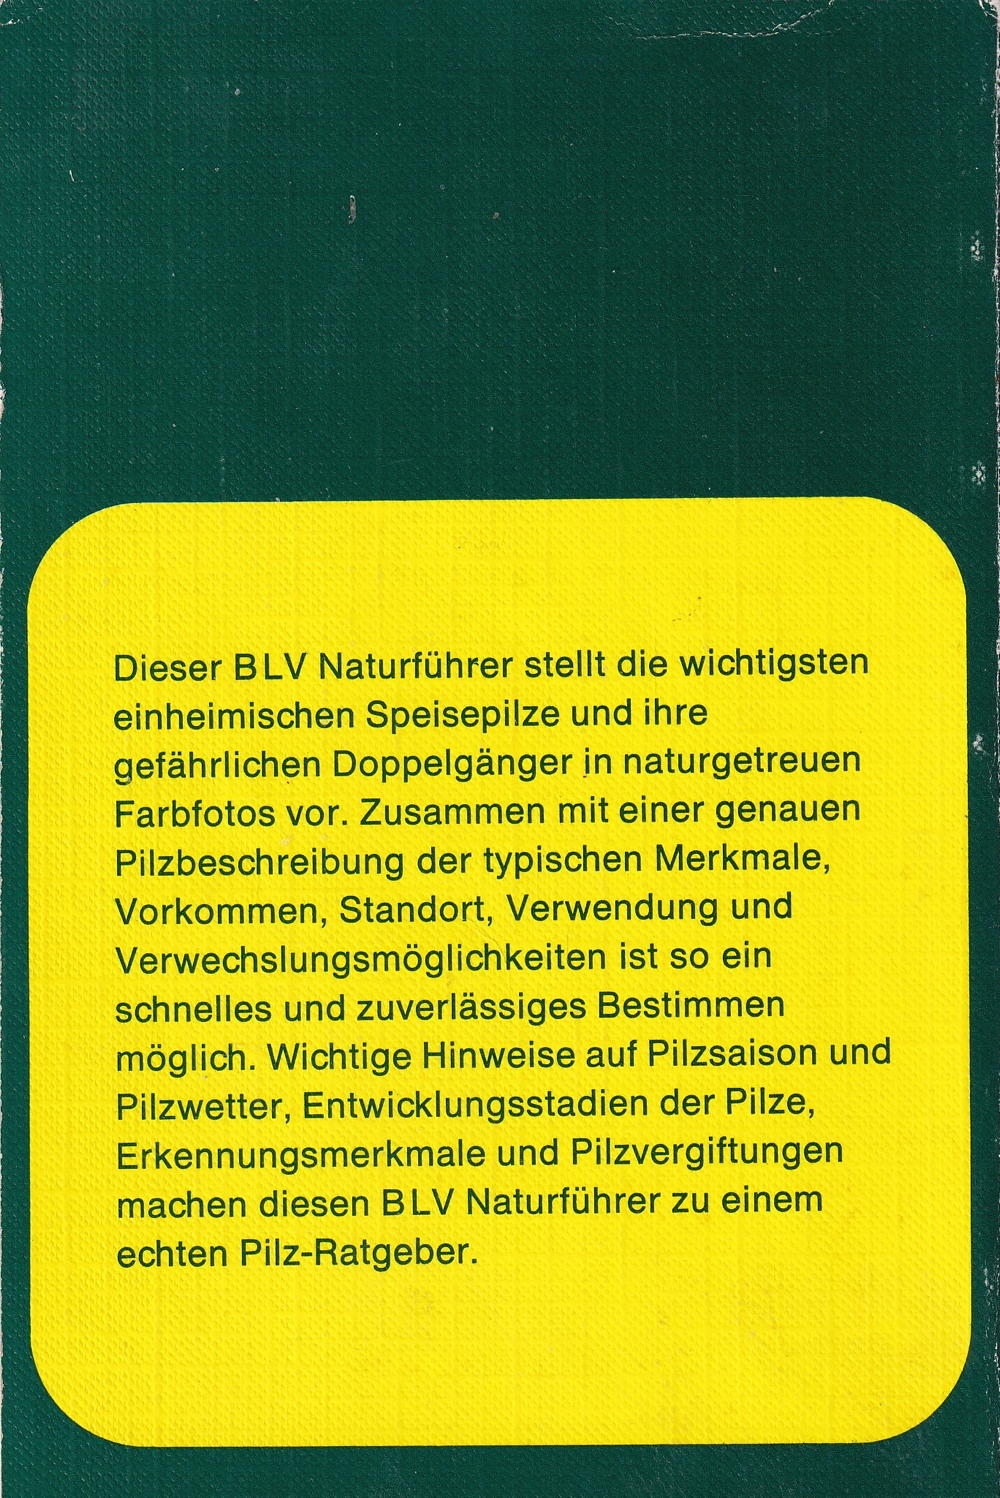 Dieser BLV Naturführer stellt die wichtigsten
einheimischen Speisepilze und ihre
gefährlichen Doppelgänger in naturgetreuen
Farbfotos vor. Zusammen mit einer genauen
Pilzbeschreibung der typischen Merkmale,
Vorkommen, Standort, Verwendung und
Verwechslungsmöglichkeiten ist so ein
schnelles und zuverlässiges Bestimmen
möglich. Wichtige Hinweise auf Pilzsaison und
Pilzwetter, Entwicklungsstadien der Pilze,
Erkennungsmerkmale und Pilzvergiftungen
machen diesen BLV Naturführer zu einem
echten Pilz-Ratgeber.